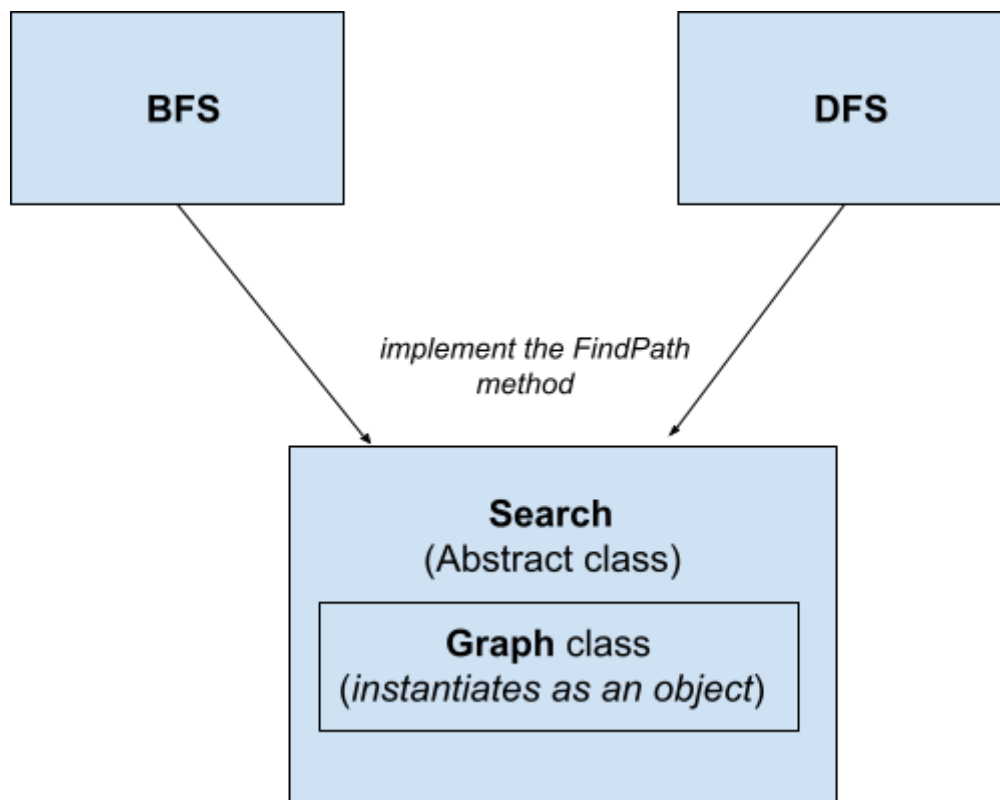 BFS
DFS
implement the FindPath
method
Search
(Abstract class)
Graph class
(instantiates as an object)